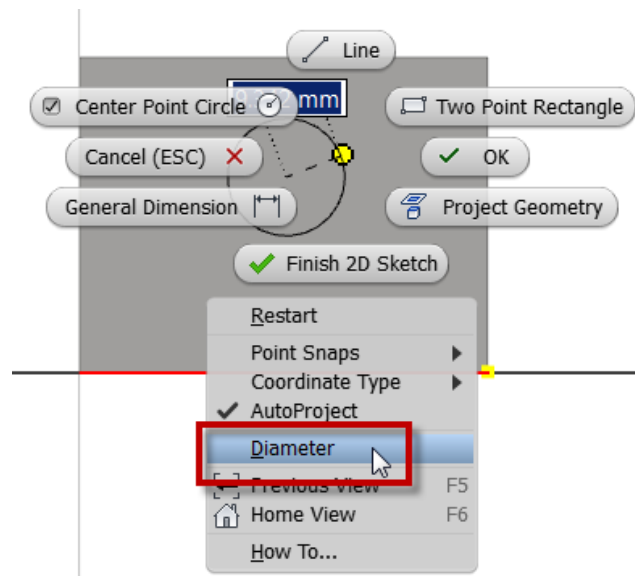 Line
mm
Center Point Circle
Two Point Rectangle
Cancel (ESC)
OK
General Dimension
Project Geometry
Finish 2D Sketch
Restart
Point Snaps
Coordinate Type
AutoProject
Diameter
Previous View F5
Home View F6
How To...